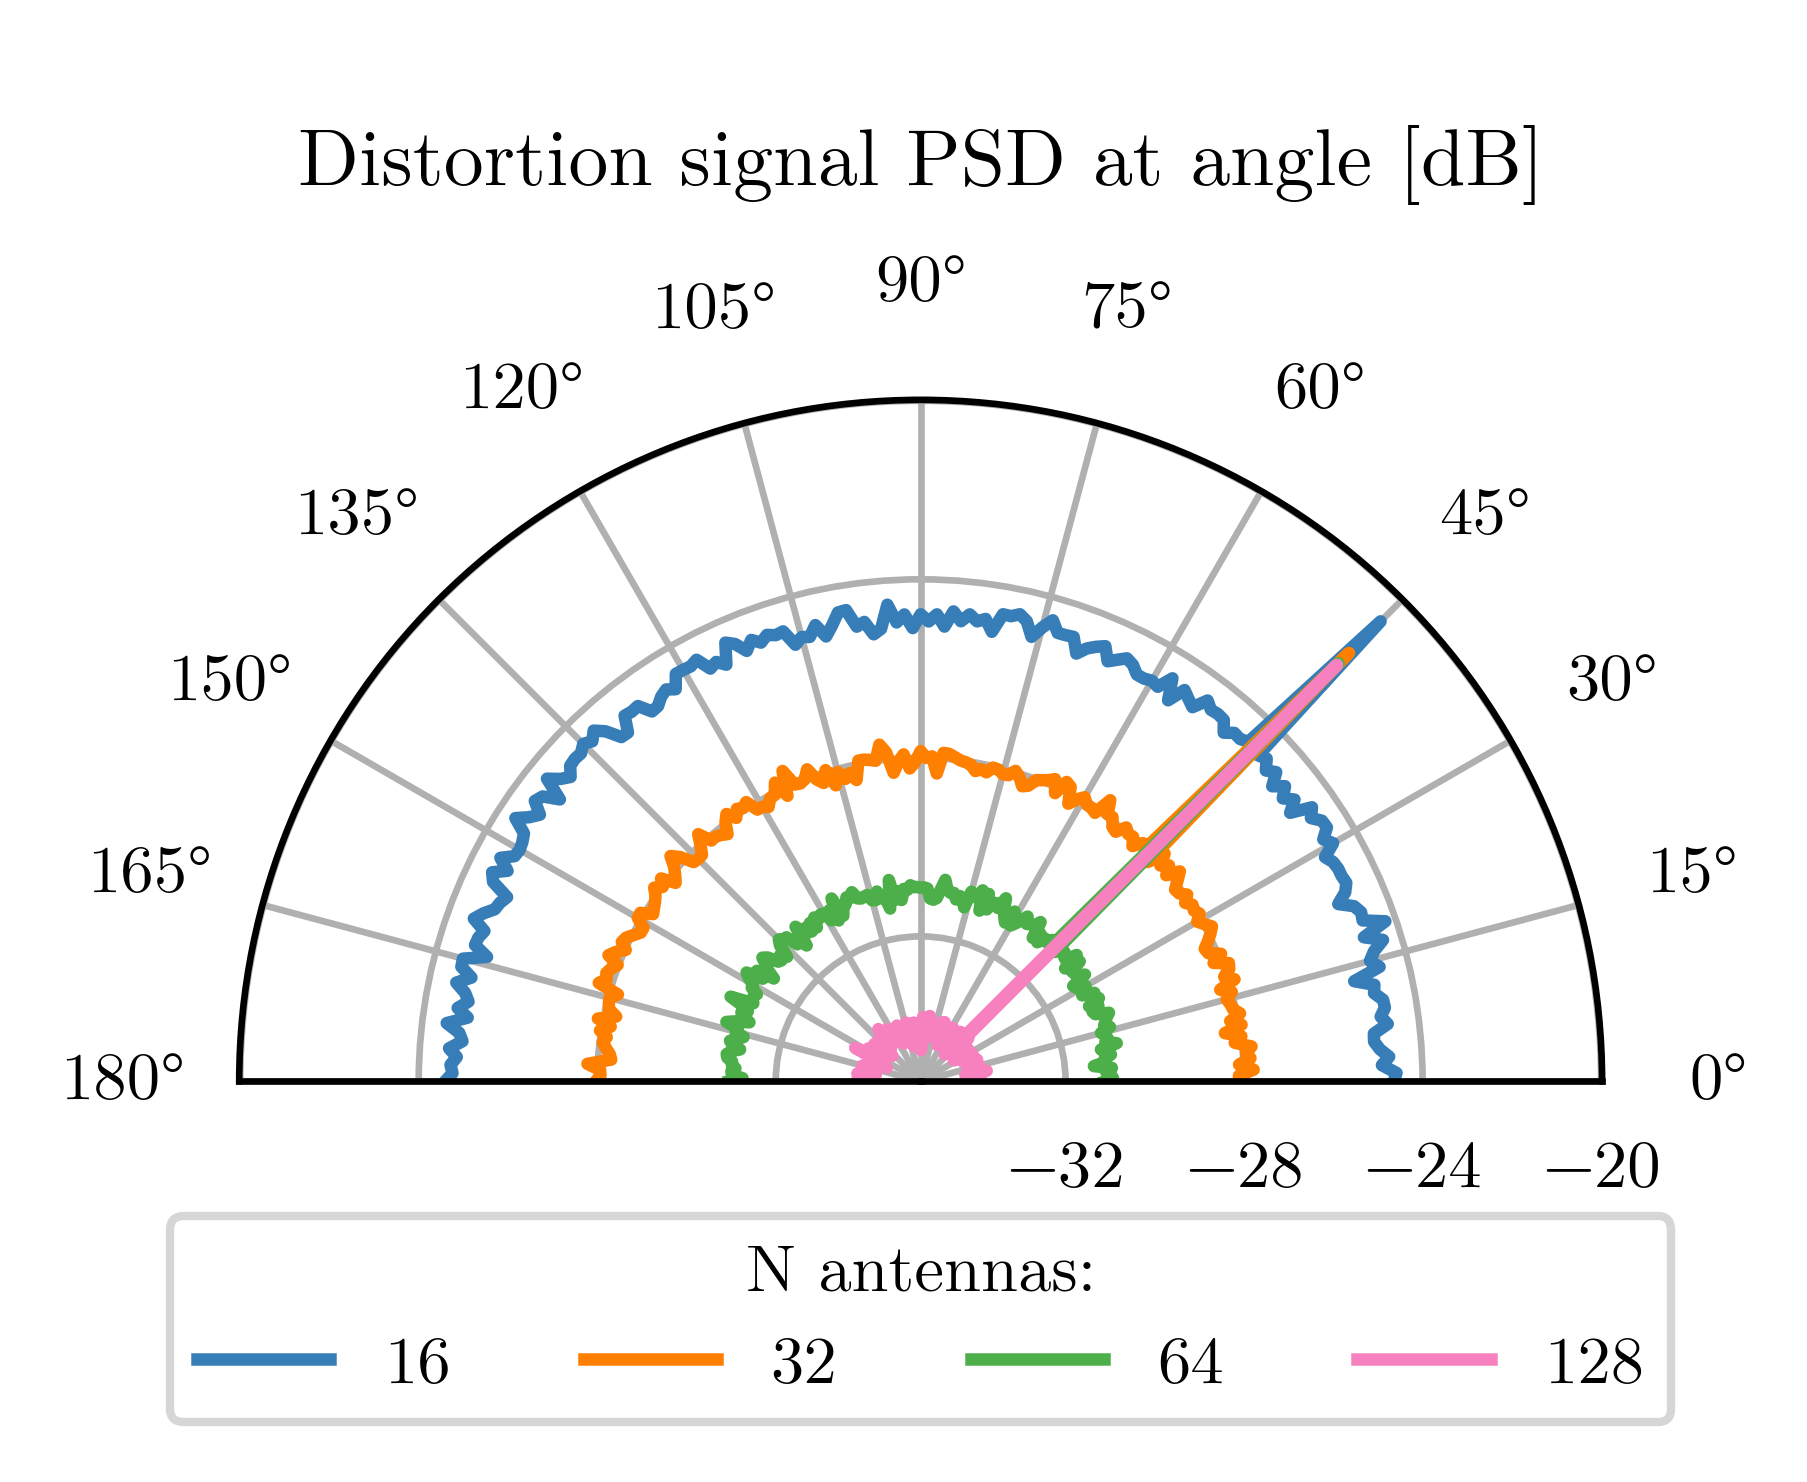 Distortion signal PSD at angle [dB]
90°
105° 75°
120° 60°
135° 45°
150° 30°
165° 15°
180° 0°
−32 −28 −24 −20
N antennas:
16 32 64 128